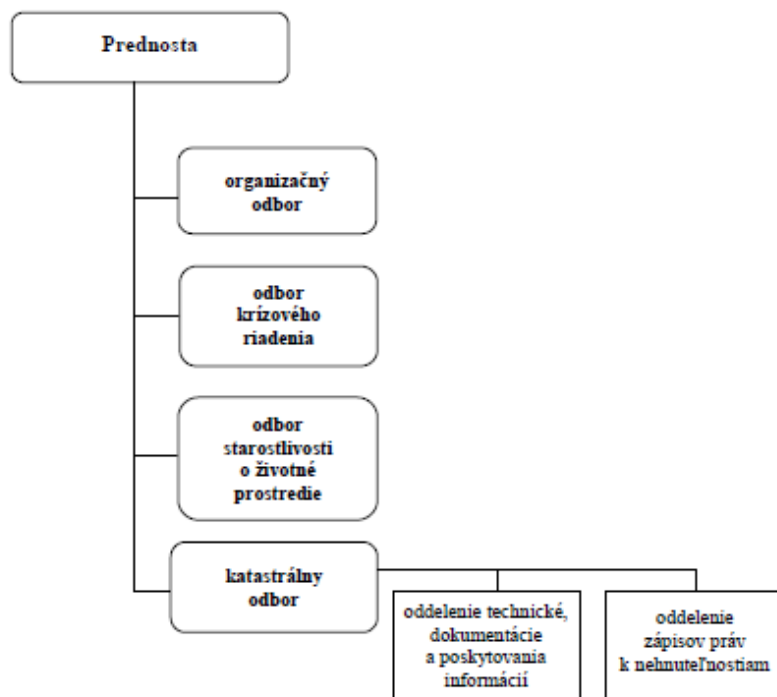 Prednosta
organizačný
odbor
odbor
krízového
riadenia
odbor
starostlivosti
o životné
prostredie
katastrálny
odbor
oddelenie technické,
dokumentácie
a poskytovania
informácií
oddelenie
zápisov práv
k nehnuteľnostiam